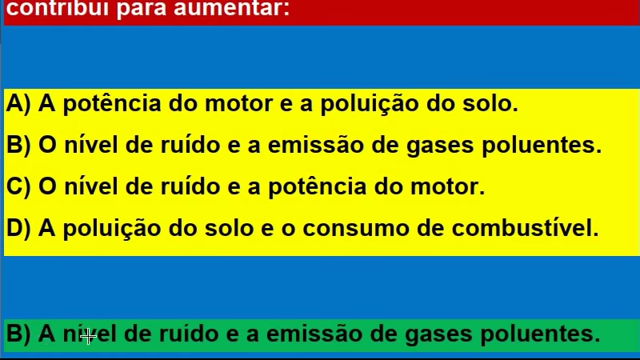 contribui para aumentar:
A) A potência do motor e a poluição do solo.
B) O nível de ruído e a emissão de gases poluentes.
C) O nível de ruído e a potência do motor.
D) A poluição do solo e o consumo de combustível.
B) A nível de ruído e a emissão de gases poluentes.